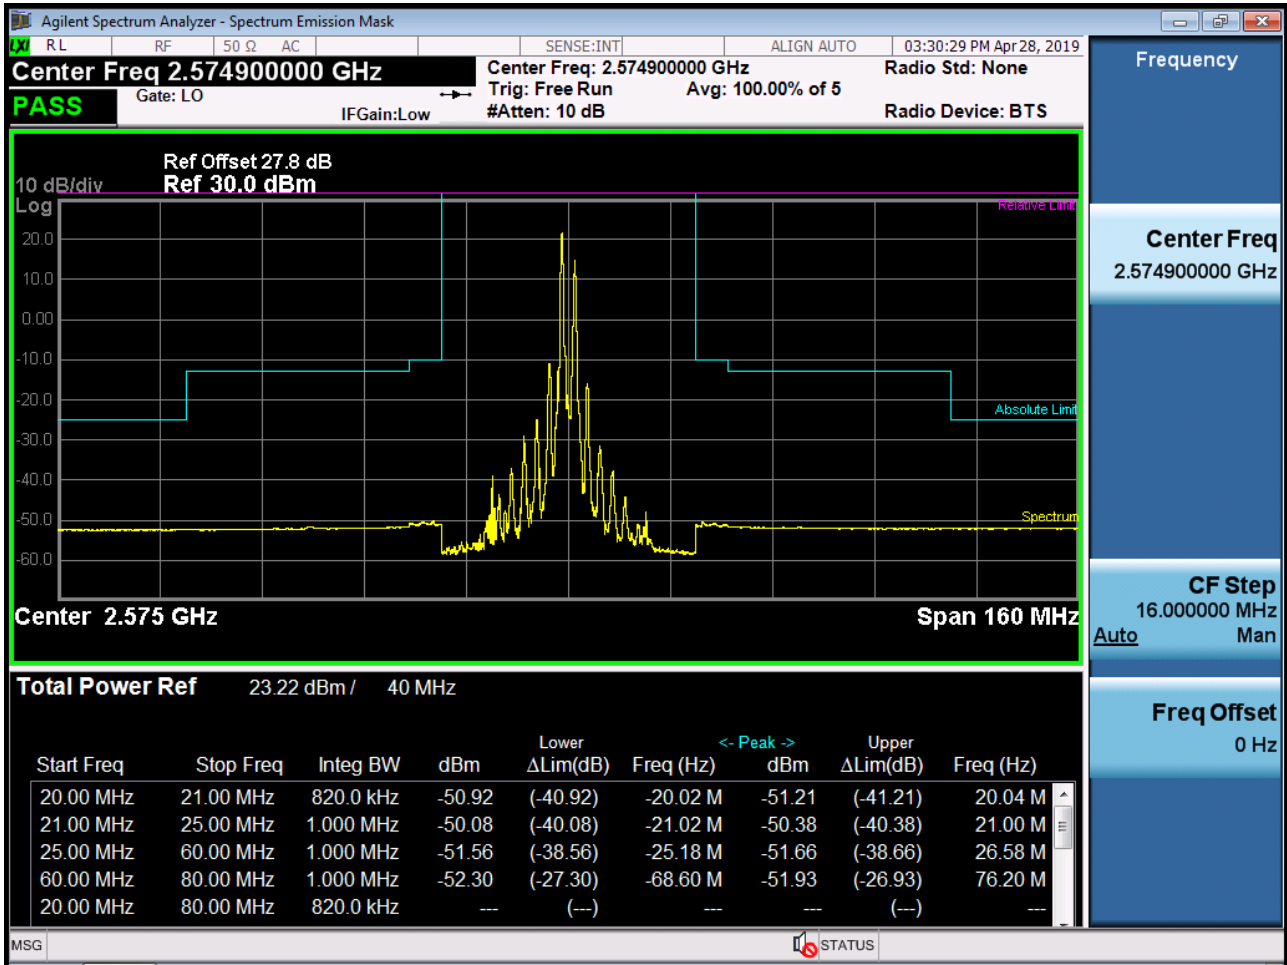 Agilent Spectrum Analyzer - Spectrum Emission Mask
LXI RL RF 50 Ω AC SENSE:INT ALIGN AUTO 03:30:29 PM Apr 28, 2019
Center Freq 2.574900000 GHz
Center Freq: 2.574900000 GHz
Radio Std: None
Gate: LO
Trig: Free Run
Avg: 100.00% of 5
PASS
IFGain:Low
#Atten: 10 dB
Radio Device: BTS
Ref Offset 27.8 dB
10 dB/div Ref 30.0 dBm
Log
Relative Limit
20.0
10.0
0.00
-10.0
-20.0
Absolute Limit
-30.0
-40.0
-50.0
Spectrum
-60.0
Center 2.575 GHz
Span 160 MHz
Total Power Ref 23.22 dBm / 40 MHz
Lower <- Peak -> Upper
Start Freq Stop Freq Integ BW dBm ΔLim(dB) Freq (Hz) dBm ΔLim(dB) Freq (Hz)
20.00 MHz 21.00 MHz 820.0 kHz -50.92 (-40.92) -20.02 M -51.21 (-41.21) 20.04 M
21.00 MHz 25.00 MHz 1.000 MHz -50.08 (-40.08) -21.02 M -50.38 (-40.38) 21.00 M
25.00 MHz 60.00 MHz 1.000 MHz -51.56 (-38.56) -25.18 M -51.66 (-38.66) 26.58 M
60.00 MHz 80.00 MHz 1.000 MHz -52.30 (-27.30) -68.60 M -51.93 (-26.93) 76.20 M
20.00 MHz 80.00 MHz 820.0 kHz --- (---) --- --- (---) ---
MSG
STATUS
Frequency
Center Freq
2.574900000 GHz
CF Step
16.000000 MHz
Auto Man
Freq Offset
0 Hz